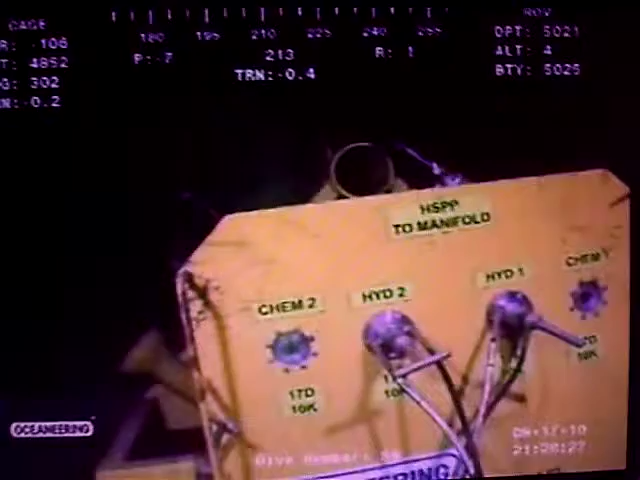 CAGE
ROV
180 195 210 225 240 255
R: -106
P:-7
213
R: 1
DPT: 5021
T: 4852
TRN:-0.4
ALT: 4
G: 302
BTY: 5025
N:-0.2
HSPP
TO MANIFOLD
CHEM 2
HYD 2
HYD 1
CHEM 1
17D
10K
10K
OCEANEERING
21:20:27